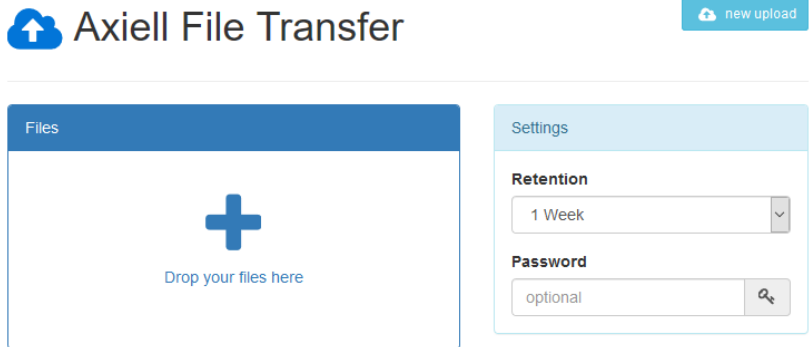 Axiell File Transfer
new upload
Files
Drop your files here
Settings
Retention
1 Week
Password
optional